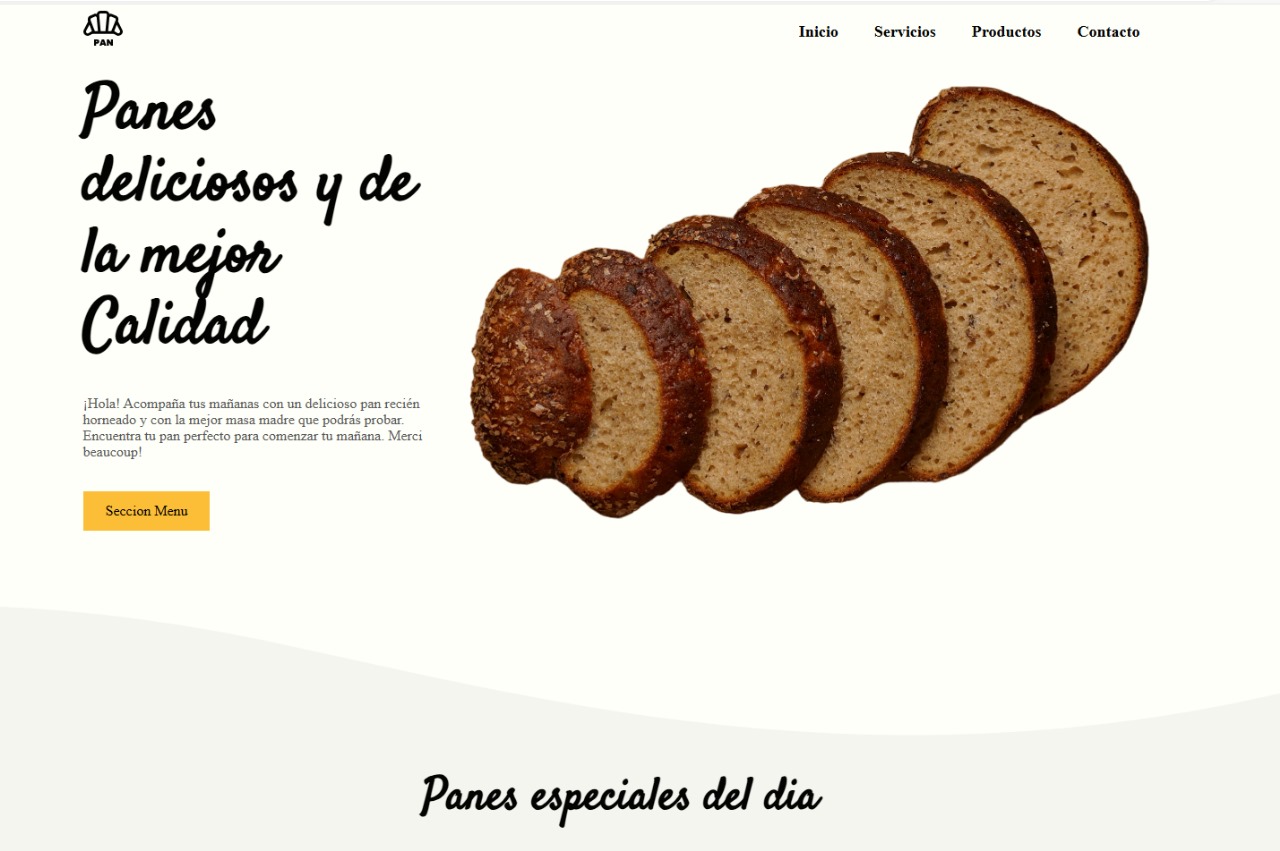 PAN
Inicio Servicios Productos Contacto
Panes
deliciosos y de
la mejor
Calidad
¡Hola! Acompaña tus mañanas con un delicioso pan recién
horneado y con la mejor masa madre que podrás probar.
Encuentra tu pan perfecto para comenzar tu mañana. Merci
beaucoup!
Seccion Menu
Panes especiales del dia